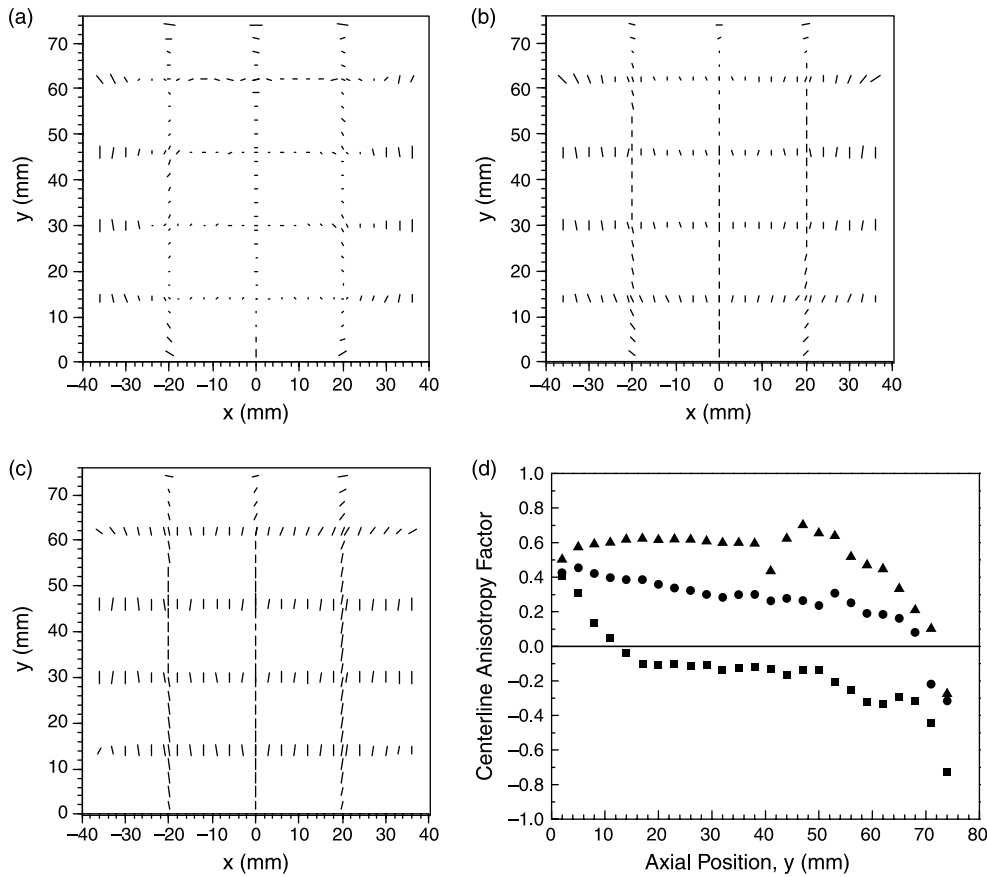 (a)
70
60
50
40
30
20
10
0
y (mm)
−40 −30 −20 −10 0 10 20 30 40
x (mm)
(b)
70
60
50
40
30
20
10
0
y (mm)
−40 −30 −20 −10 0 10 20 30 40
x (mm)
(c)
70
60
50
40
30
20
10
0
y (mm)
−40 −30 −20 −10 0 10 20 30 40
x (mm)
(d)
1.0
0.8
0.6
0.4
0.2
0.0
−0.2
−0.4
−0.6
−0.8
−1.0
Centerline Anisotropy Factor
0 10 20 30 40 50 60 70 80
Axial Position, y (mm)